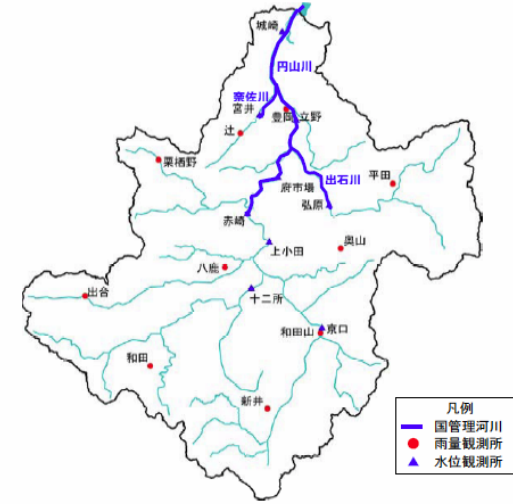 城崎
円山川
奈佐川
宮井
豊岡
立野
辻
栗栖野
出石川
平田
府市場
弘原
赤崎
上小田
奥山
八鹿
出合
十二所
和田山
京口
和田
新井
凡例
国管理河川
雨量観測所
水位観測所